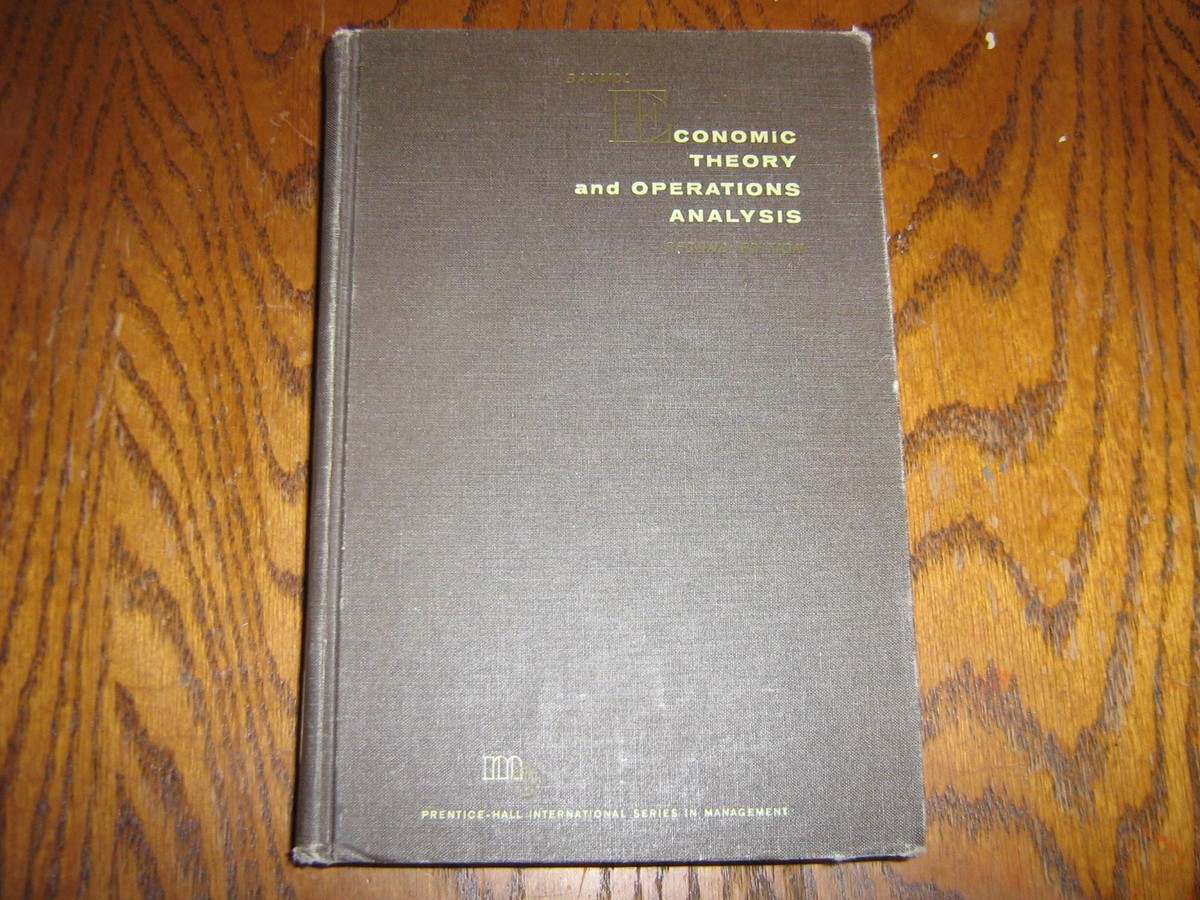 BAUMOL
ECONOMIC
THEORY
and OPERATIONS
ANALYSIS
SECOND EDITION
m
PRENTICE-HALL INTERNATIONAL SERIES IN MANAGEMENT